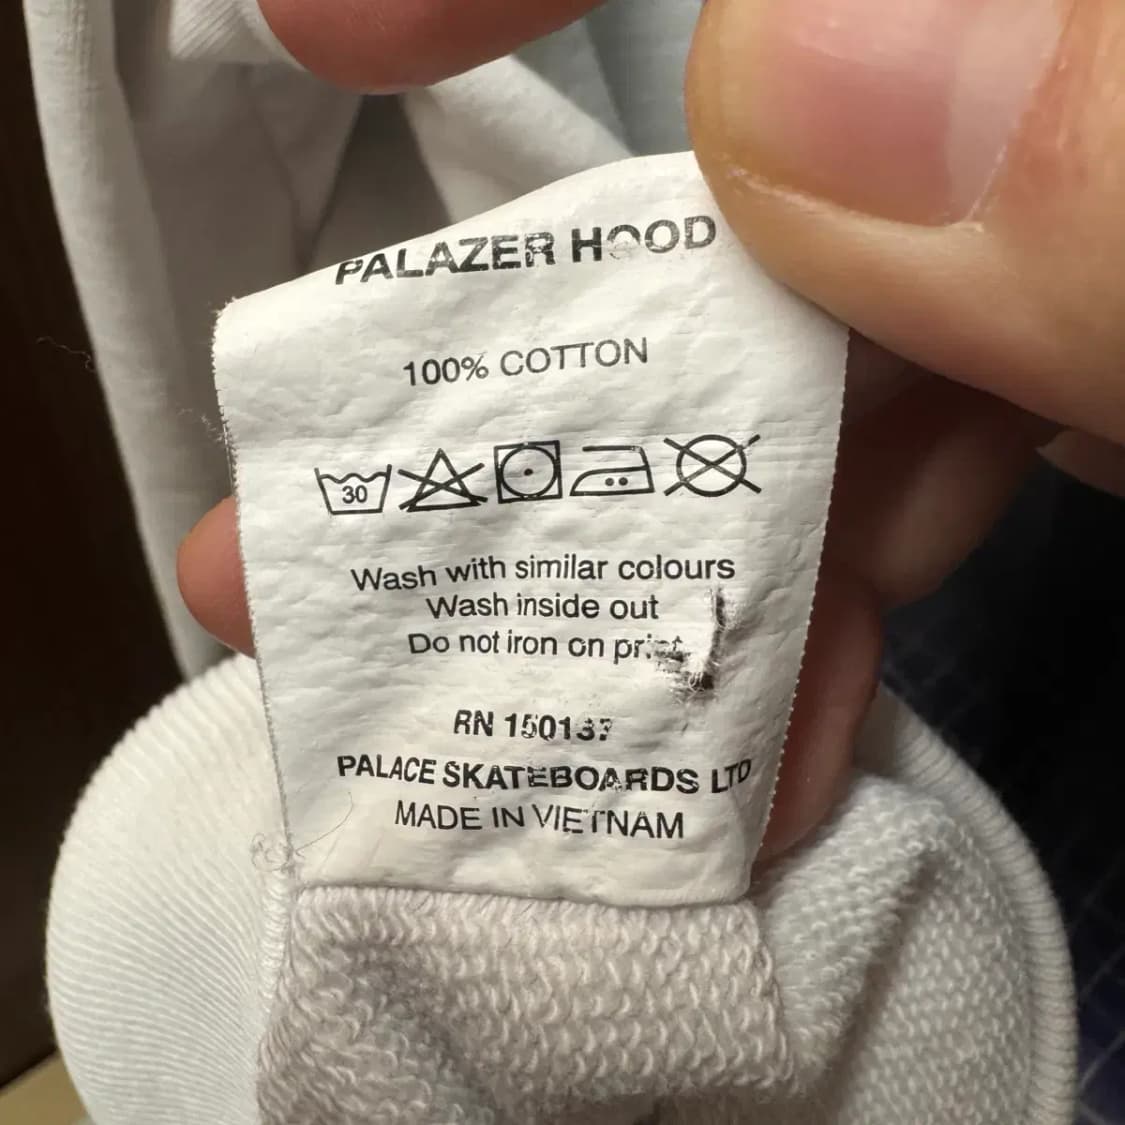 PALAZER HOOD
100% COTTON
30
Wash with similar colours
Wash inside out
Do not iron on print
RN
PALACE SKATEBOARDS LTD
MADE IN VIETNAM